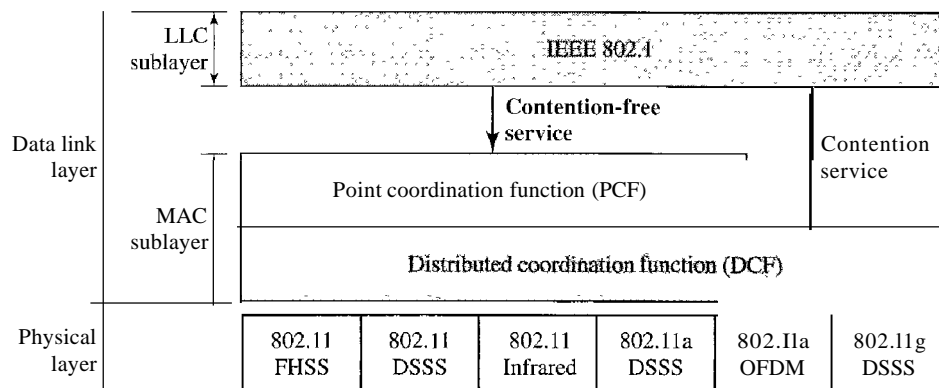 LLC
sublayer
IEEE 802.1
Contention-free
service
Data link
layer
Contention
service
Point coordination function (PCF)
MAC
sublayer
Distributed coordination function (DCF)
Physical
layer
802.11
FHSS
802.11
DSSS
802.11
Infrared
802.11a
DSSS
802.IIa
OFDM
802.11g
DSSS